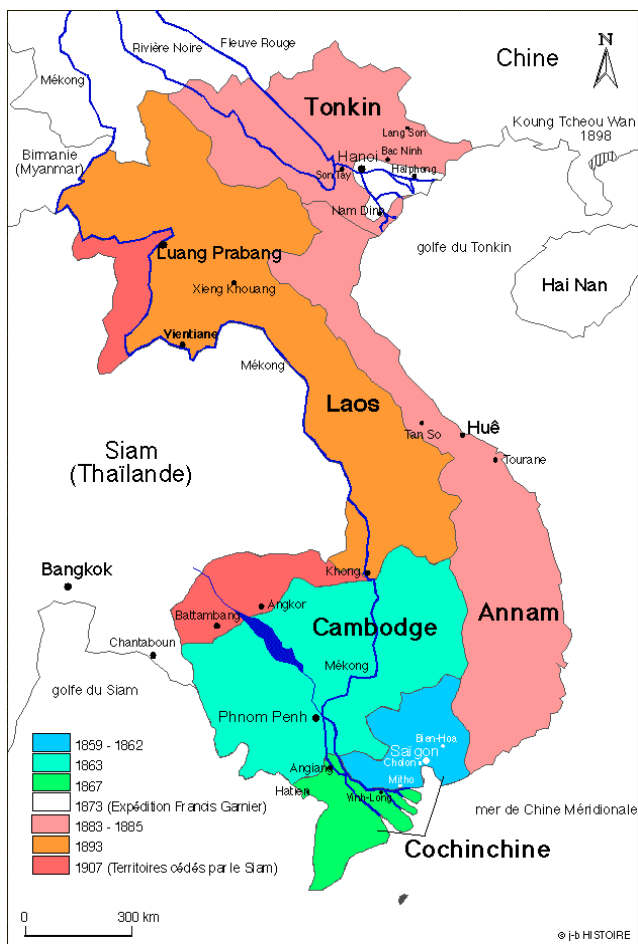 Rivière Noire
Fleuve Rouge
Chine
N
Mékong
Tonkin
Lang Son
Koung Tcheou Wan
1898
Birmanie
(Myanmar)
Bac Ninh
Hanoi
Haïphong
Son Tay
Nam Dinh
golfe du Tonkin
Luang Prabang
Xieng Khouang
Hai Nan
Vientiane
Mékong
Laos
Siam
(Thaïlande)
Tan So
Huê
Tourane
Bangkok
Khong
Angkor
Battambang
Cambodge
Annam
Chantaboun
Mékong
golfe du Siam
Phnom Penh
Bien-Hoa
Saïgon
Cholon
Angiang
Mitho
Hatien
Vinh-Long
mer de Chine Méridionale
Cochinchine
1859 - 1862
1863
1867
1873 (Expédition Francis Garnier)
1883 - 1885
1893
1907 (Territoires cédés par le Siam)
0 300 km
© j-b HISTOIRE